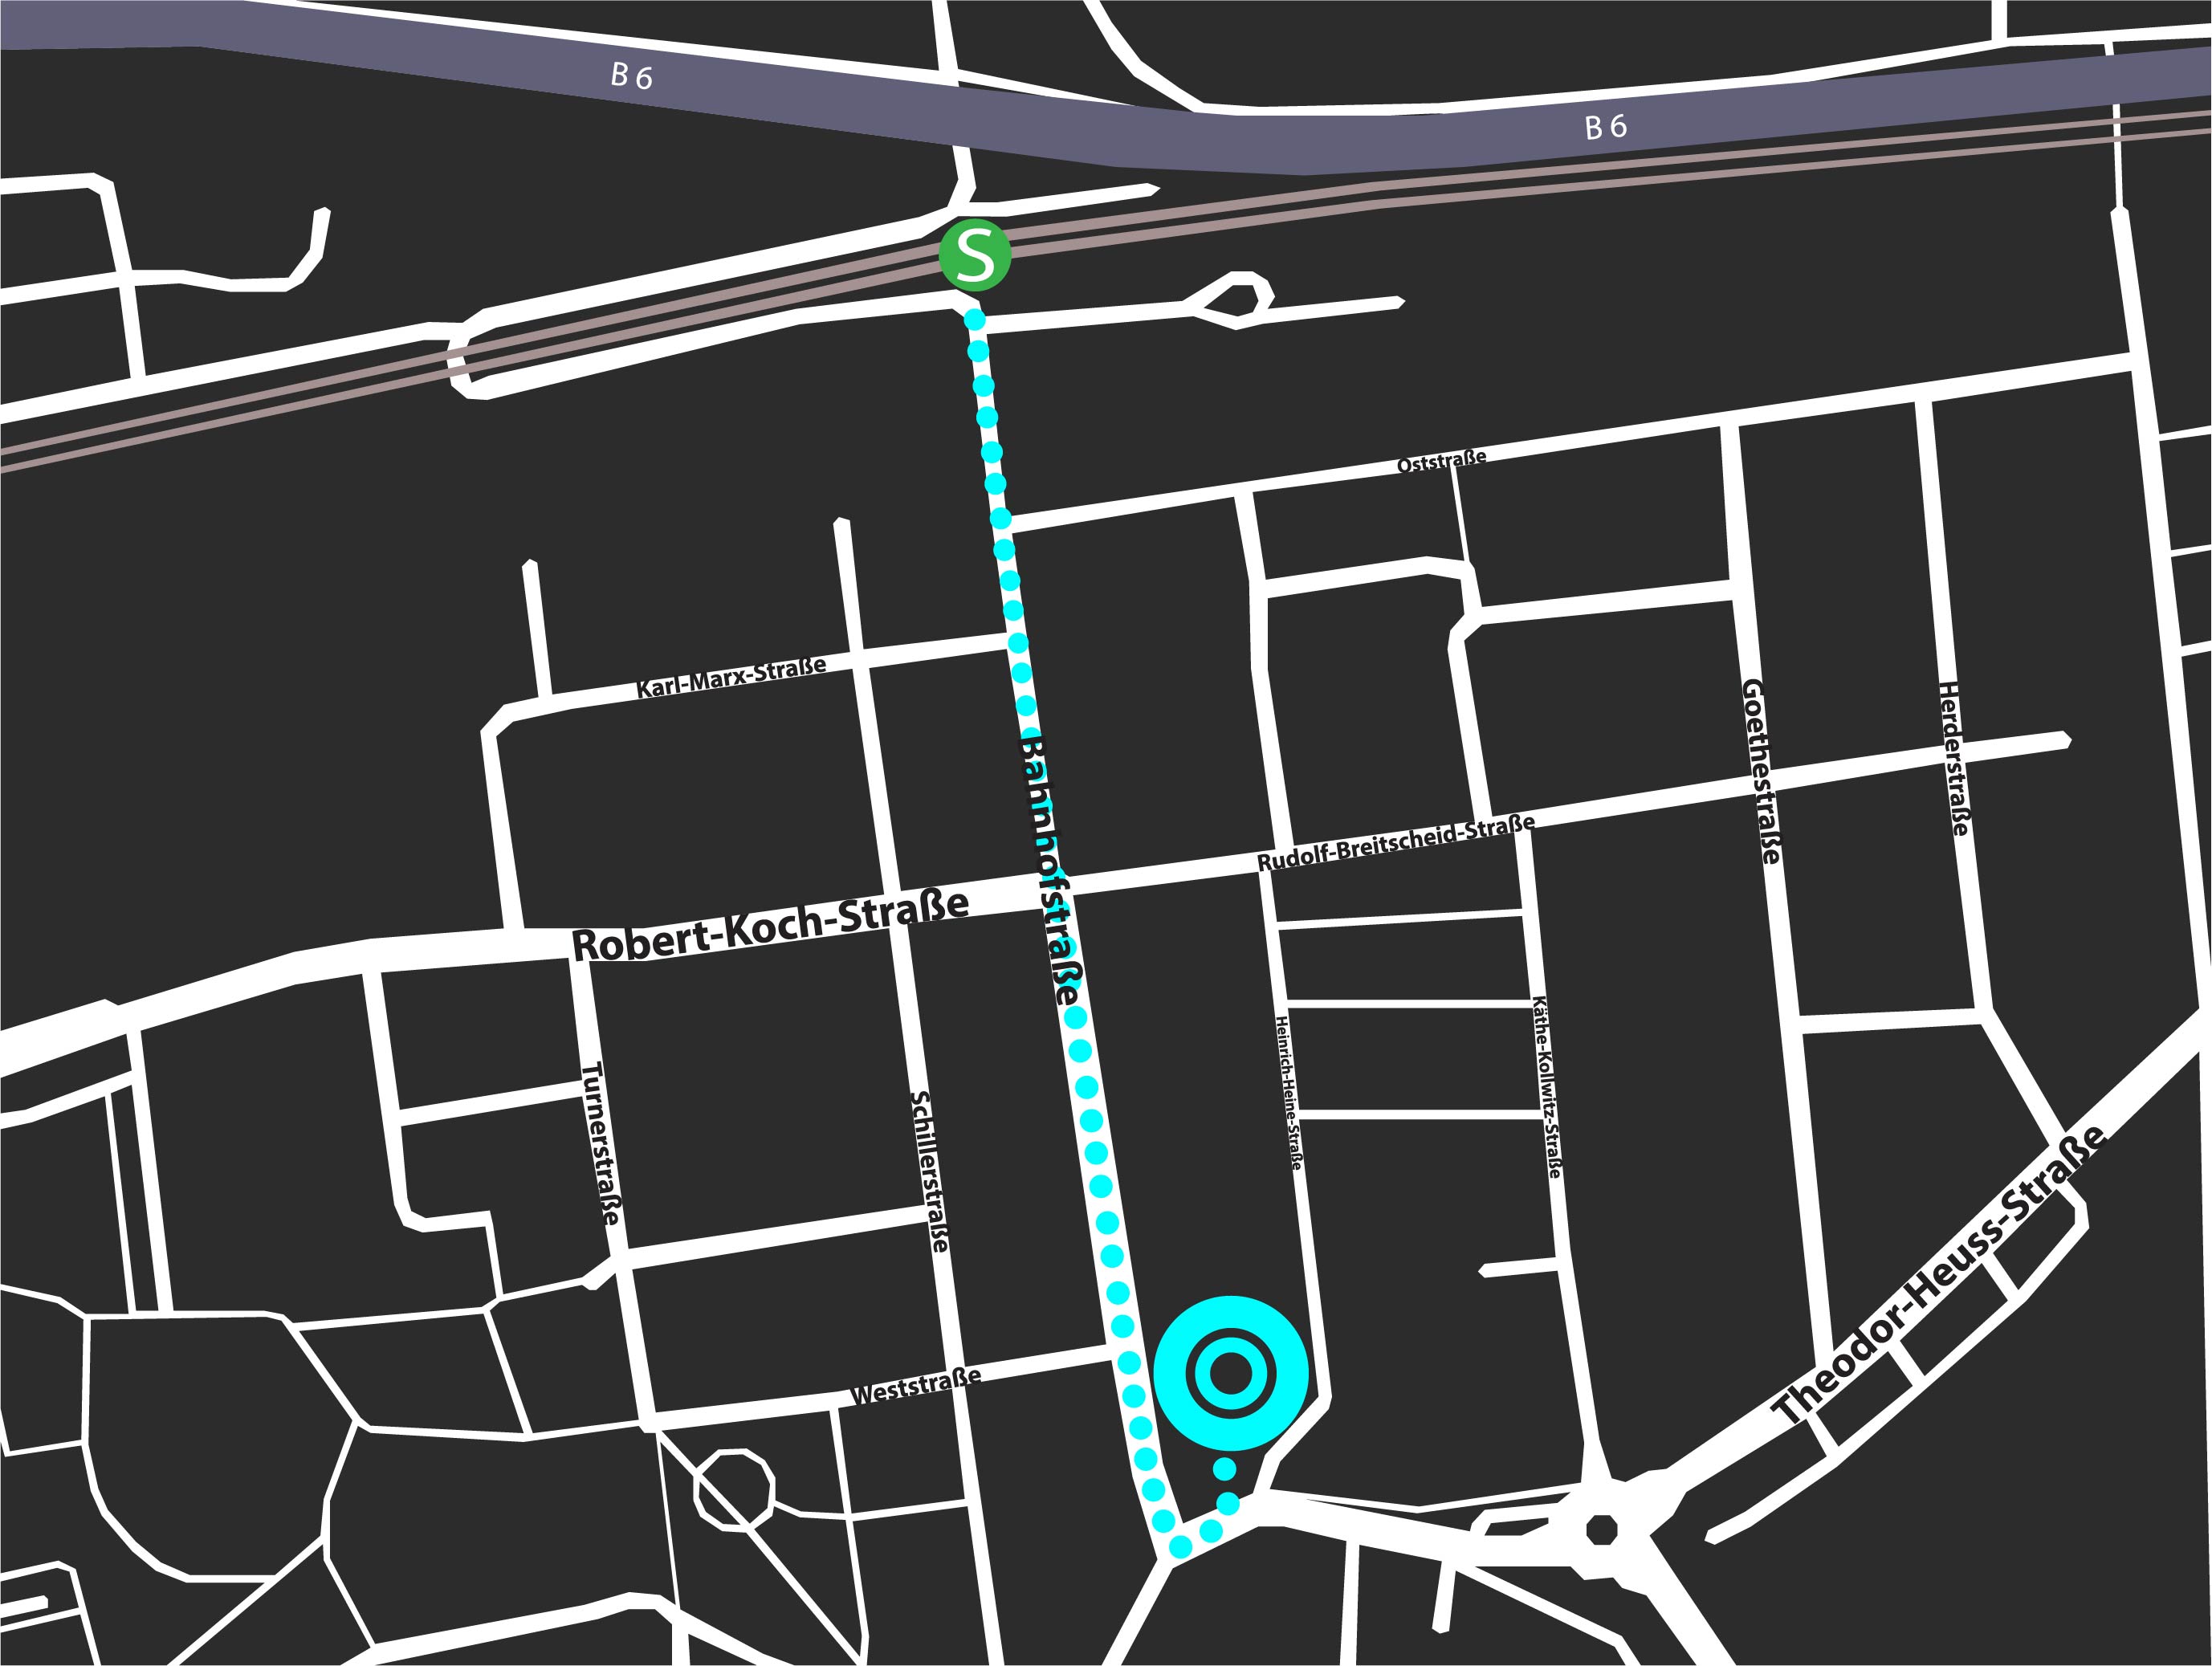 B 6
B 6
S
Oststraße
Karl-Marx-Straße
Goethestraße
Herderstraße
Bahnhofstraße
Rudolf-Breitscheid-Straße
Robert-Koch-Straße
Käthe-Kollwitz-Straße
Heinrich-Heine-Straße
Turnerstraße
Schillerstraße
Theodor-Heuss-Straße
Weststraße